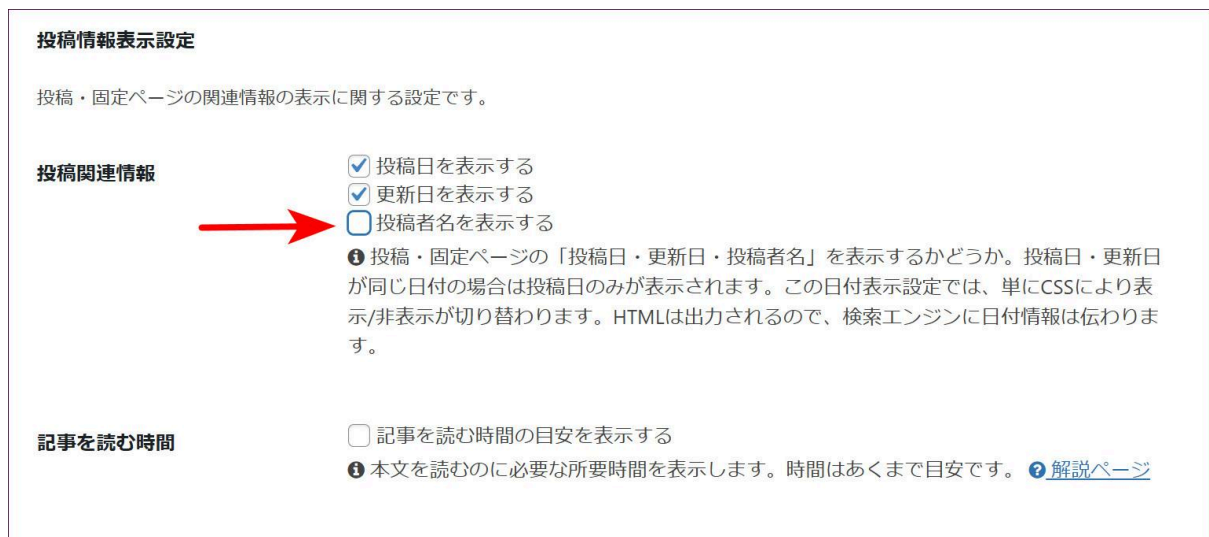 投稿情報表示設定
投稿・固定ページの関連情報の表示に関する設定です。
投稿関連情報
投稿日を表示する
更新日を表示する
投稿者名を表示する
投稿・固定ページの「投稿日・更新日・投稿者名」を表示するかどうか。投稿日・更新日
が同じ日付の場合は投稿日のみが表示されます。この日付表示設定では、単にCSSにより表
示/非表示が切り替わります。HTMLは出力されるので、検索エンジンに日付情報は伝わりま
す。
記事を読む時間
記事を読む時間の目安を表示する
本文を読むのに必要な所要時間を表示します。時間はあくまで目安です。 解説ページ